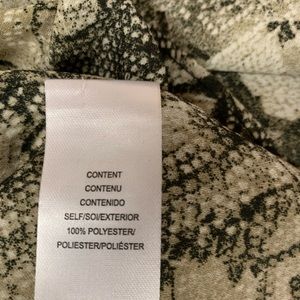 CONTENT
CONTENU
CONTENIDO
SELF/SOI/EXTERIOR
100% POLYESTER/
POLIESTER/POLIÉSTER